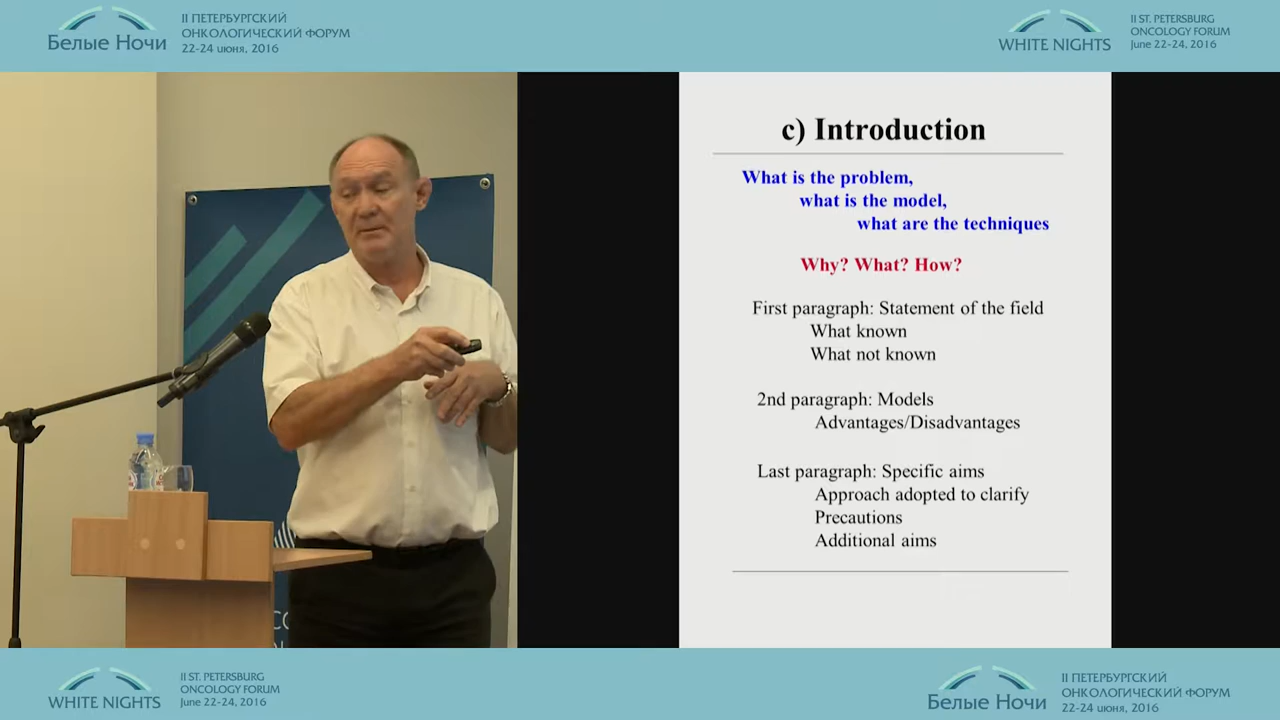 Белые Ночи
II ПЕТЕРБУРГСКИЙ
ОНКОЛОГИЧЕСКИЙ ФОРУМ
22-24 июня, 2016
WHITE NIGHTS
II ST. PETERSBURG
ONCOLOGY FORUM
June 22-24, 2016
c) Introduction
What is the problem,
what is the model,
what are the techniques
Why? What? How?
First paragraph: Statement of the field
What known
What not known
2nd paragraph: Models
Advantages/Disadvantages
Last paragraph: Specific aims
Approach adopted to clarify
Precautions
Additional aims
WHITE NIGHTS
II ST. PETERSBURG
ONCOLOGY FORUM
June 22-24, 2016
Белые Ночи
II ПЕТЕРБУРГСКИЙ
ОНКОЛОГИЧЕСКИЙ ФОРУМ
22-24 июня, 2016